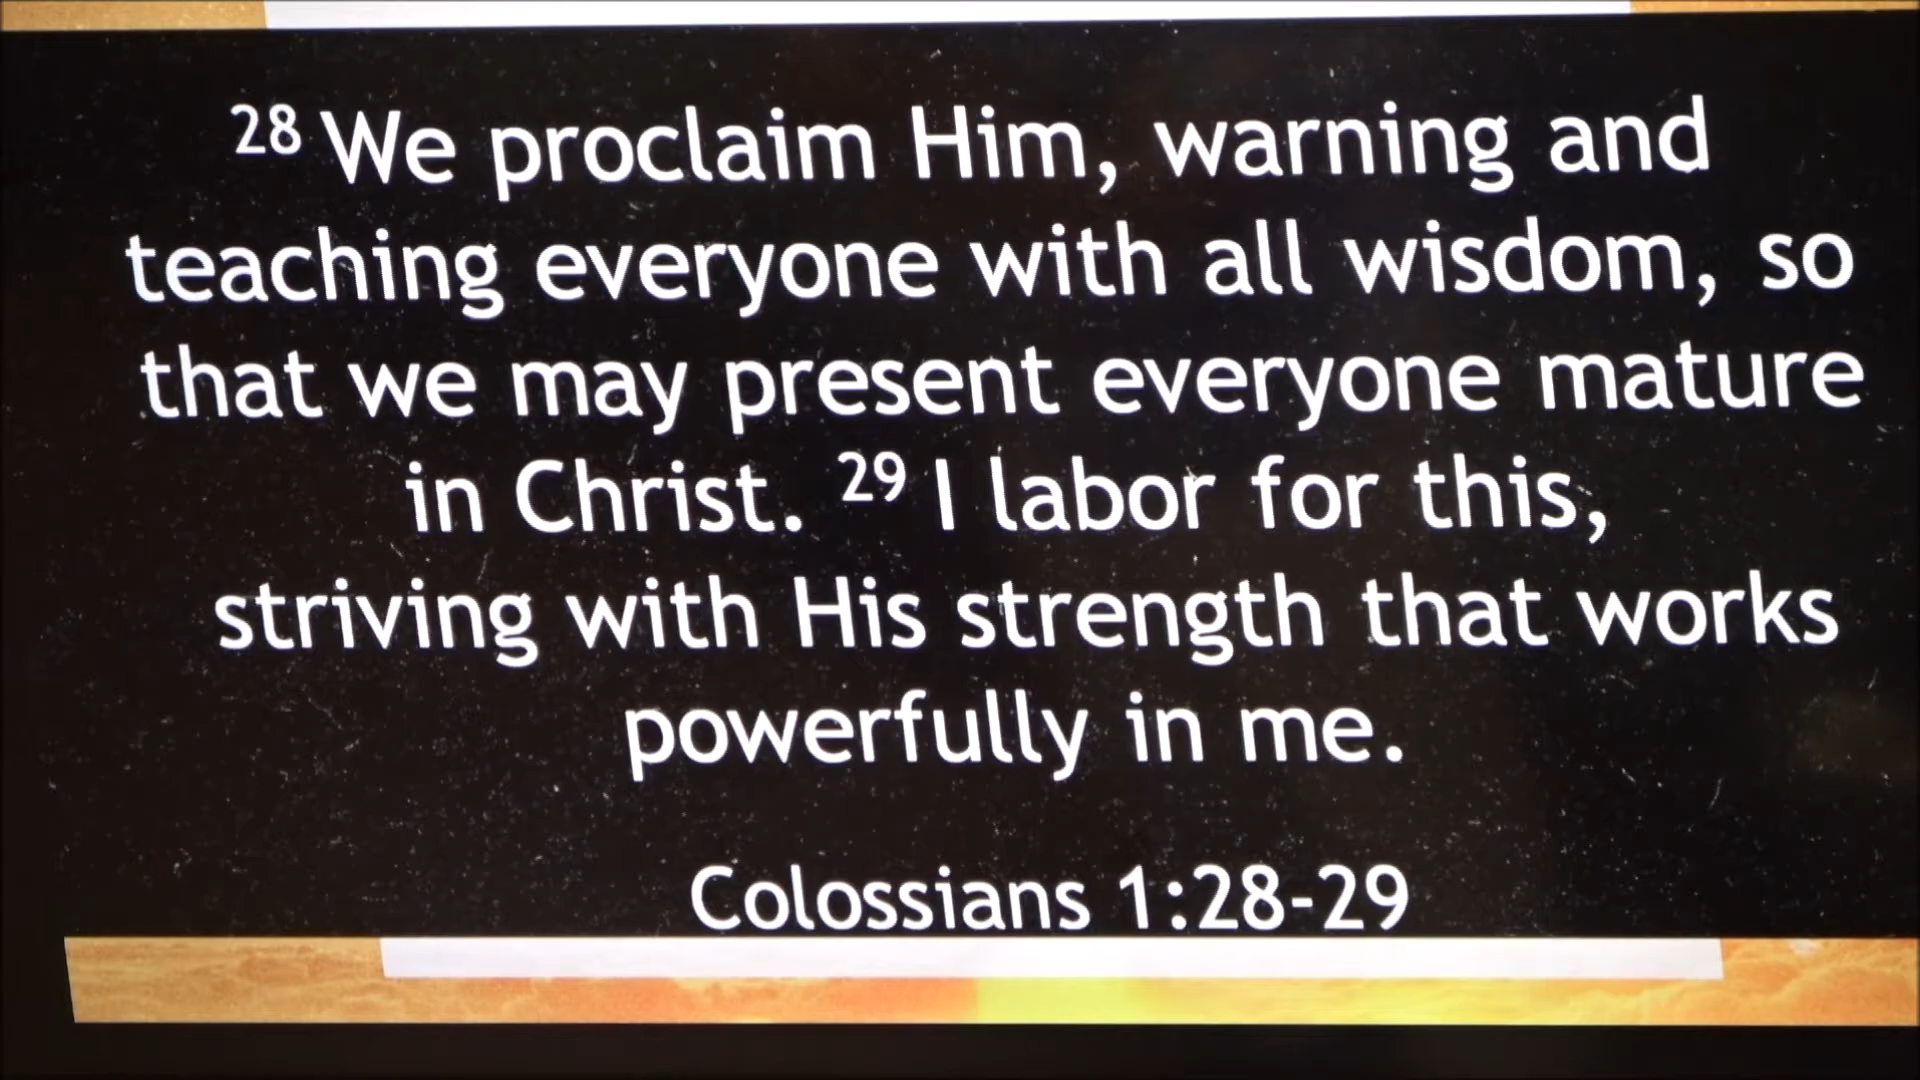 28 We proclaim Him, warning and
teaching everyone with all wisdom, so
that we may present everyone mature
in Christ. 29 I labor for this,
striving with His strength that works
powerfully in me.
Colossians 1:28-29